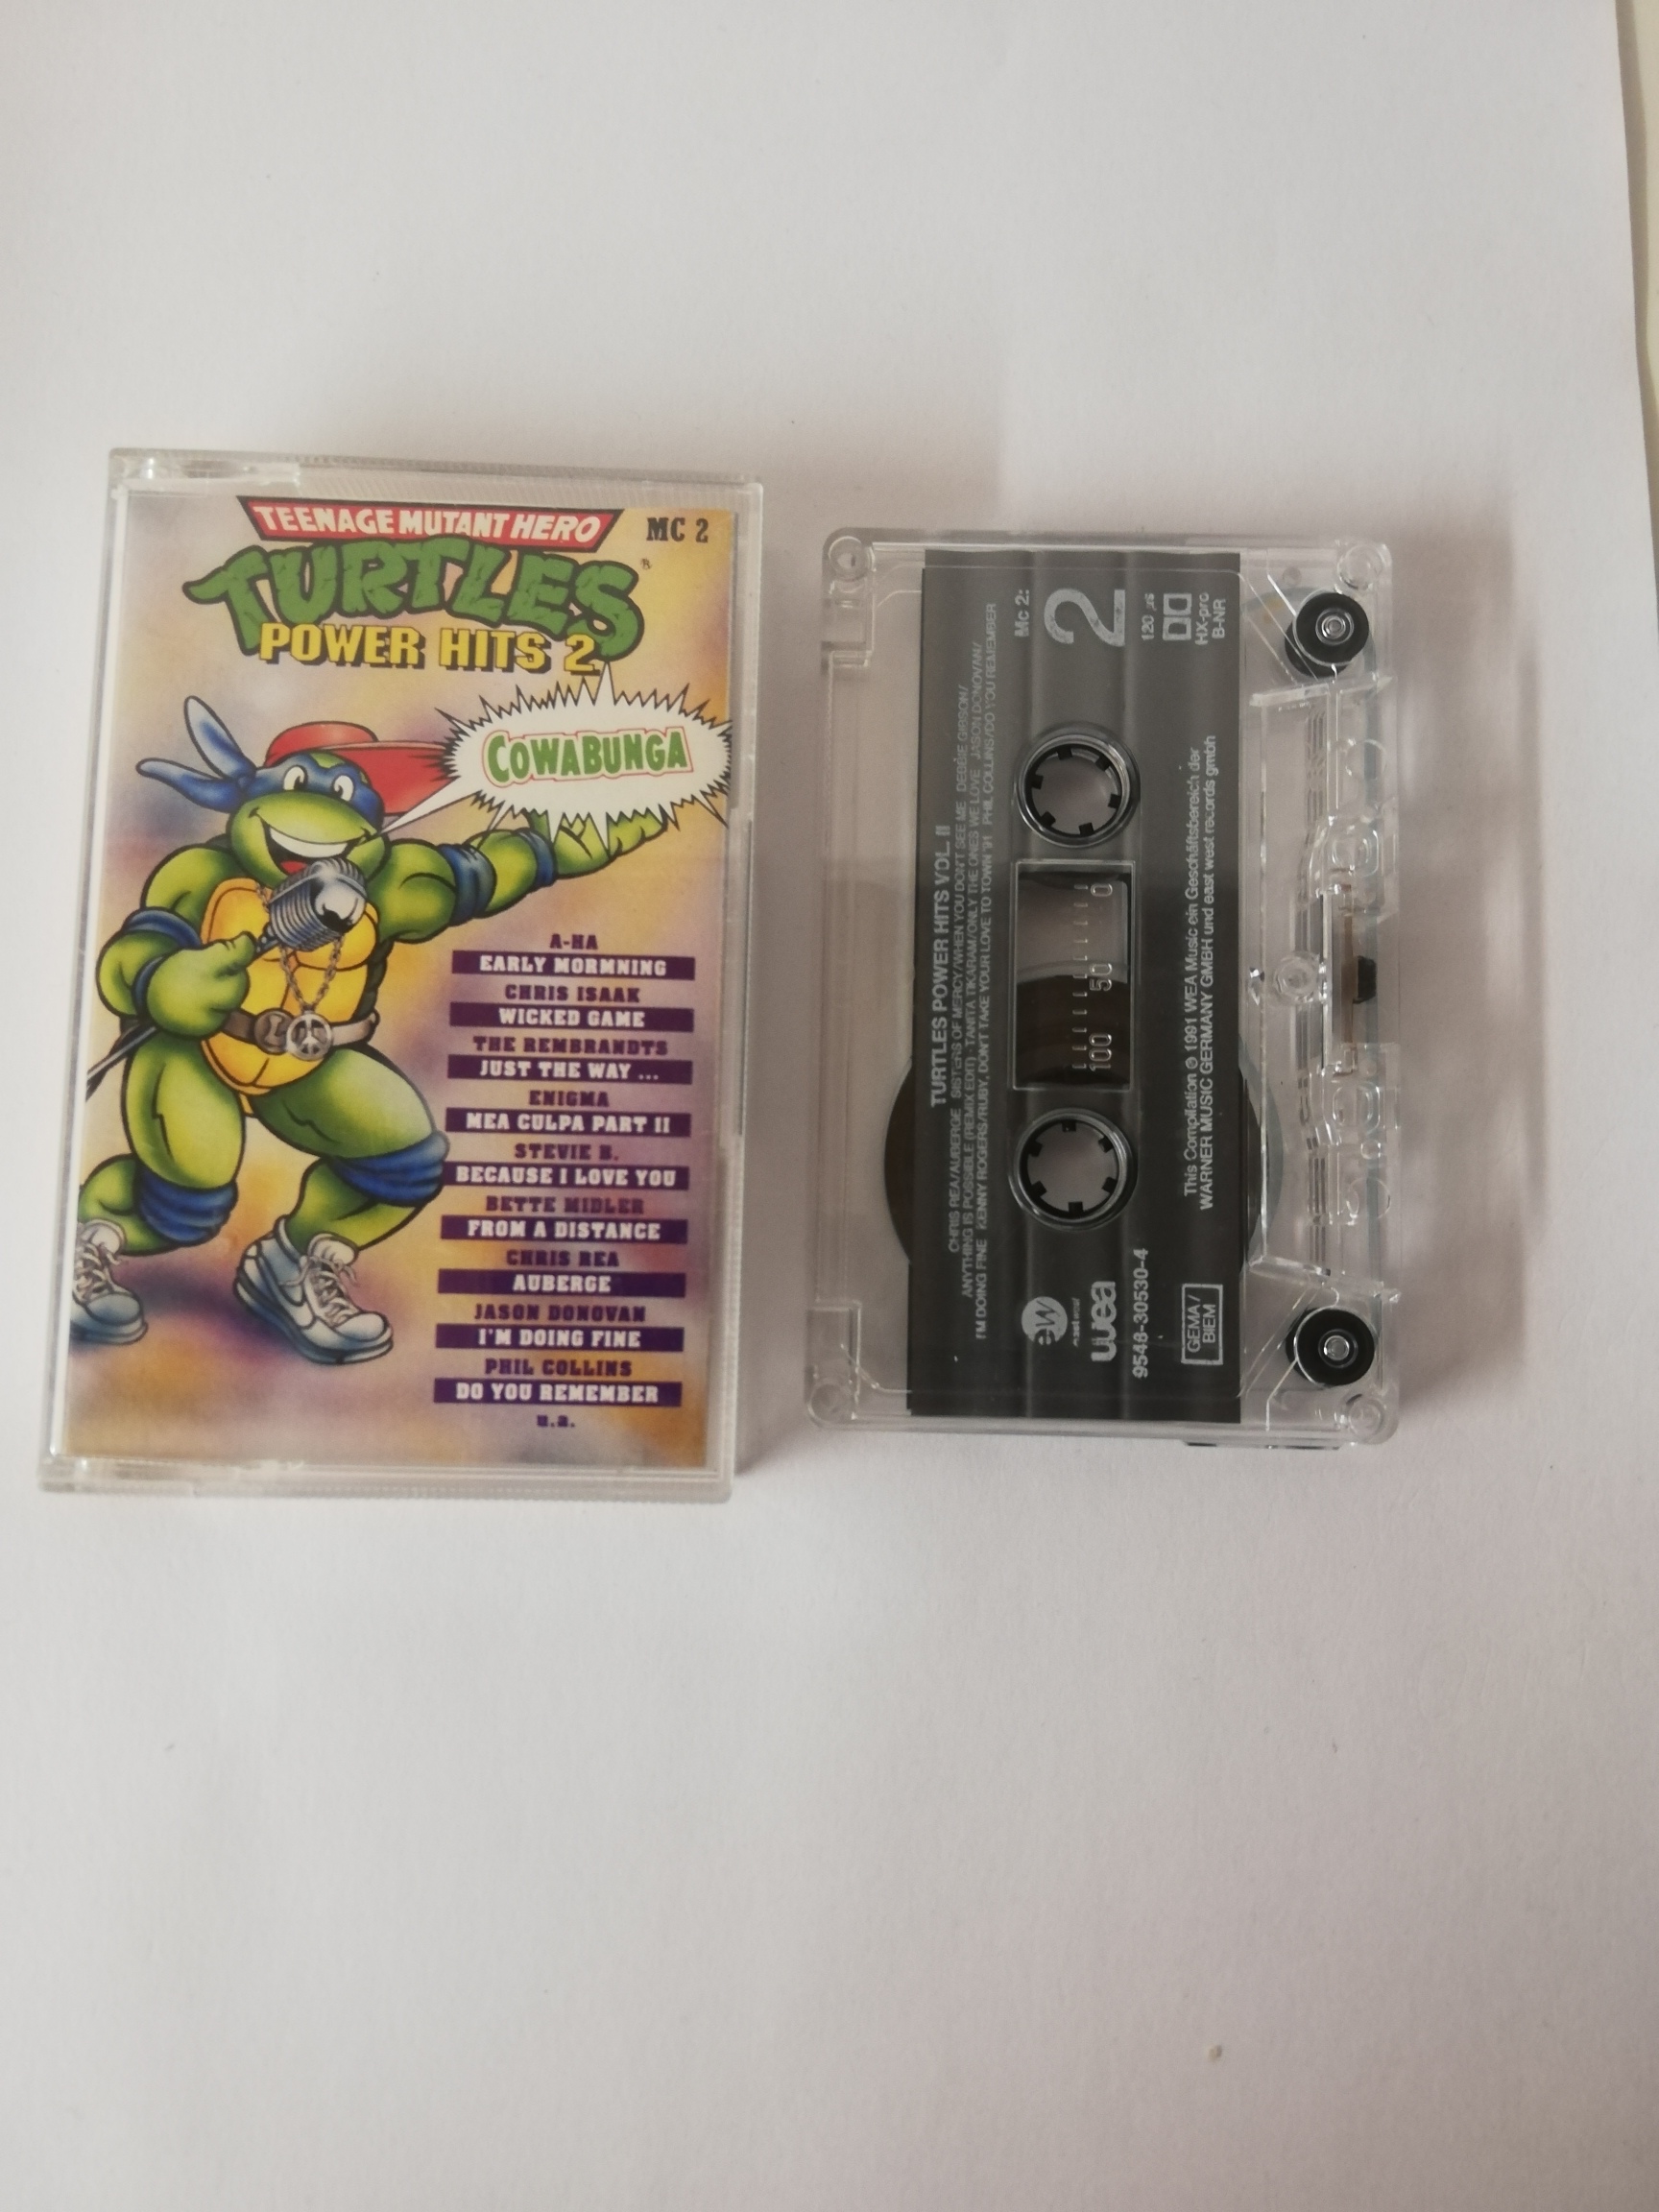 TEENAGE MUTANT HERO
TURTLES
POWER HITS 2
MC 2
COWABUNGA
A-HA
EARLY MORMNING
CHRIS ISAAK
WICKED GAME
THE REMBRANDTS
JUST THE WAY ...
ENIGMA
MEA CULPA PART II
STEVIE B.
BECAUSE I LOVE YOU
BETTE MIDLER
FROM A DISTANCE
CHRIS REA
AUBERGE
JASON DONOVAN
I'M DOING FINE
PHIL COLLINS
DO YOU REMEMBER
u.a.
TURTLES POWER HITS VOL. II
CHRIS REA/AUBERGE SISTERS OF MERCY/WHEN YOU DON'T SEE ME DEBBIE GIBSON/
ANYTHING IS POSSIBLE (REMIX EDIT) TANITA TIKARAM/ONLY THE ONES WE LOVE JASON DONOVAN/
I'M DOING FINE KENNY ROGERS/RUBY, DON'T TAKE YOUR LOVE TO TOWN '91 PHIL COLLINS/DO YOU REMEMBER
Mc 2:
2
120 µs
HX-pro
B-NR
100 50 0
ew
east west
wea
9548-30530-4
GEMA/
BIEM
This Compilation ℗ 1991 WEA Music ein Geschäftsbereich der
WARNER MUSIC GERMANY GMBH und east west records gmbh